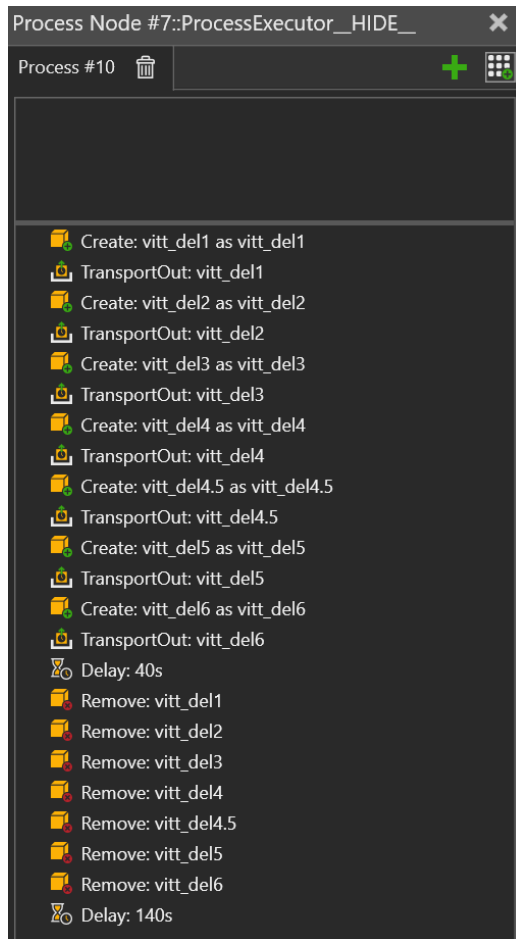 Process Node #7::ProcessExecutor__HIDE__
Process #10
Create: vitt_del1 as vitt_del1
TransportOut: vitt_del1
Create: vitt_del2 as vitt_del2
TransportOut: vitt_del2
Create: vitt_del3 as vitt_del3
TransportOut: vitt_del3
Create: vitt_del4 as vitt_del4
TransportOut: vitt_del4
Create: vitt_del4.5 as vitt_del4.5
TransportOut: vitt_del4.5
Create: vitt_del5 as vitt_del5
TransportOut: vitt_del5
Create: vitt_del6 as vitt_del6
TransportOut: vitt_del6
Delay: 40s
Remove: vitt_del1
Remove: vitt_del2
Remove: vitt_del3
Remove: vitt_del4
Remove: vitt_del4.5
Remove: vitt_del5
Remove: vitt_del6
Delay: 140s